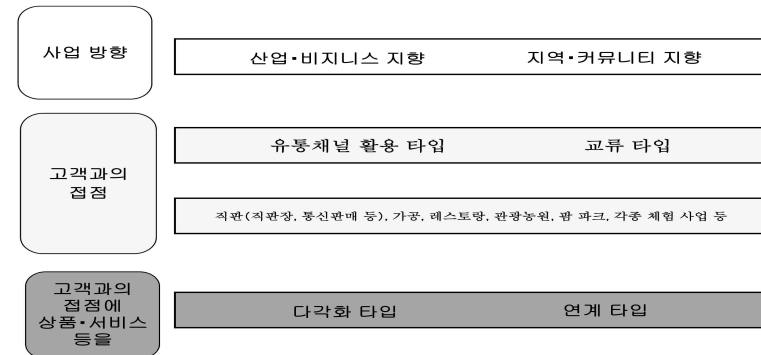 사업 방향
산업·비지니스 지향 지역·커뮤니티 지향
고객과의
접점
유통채널 활용 타입 교류 타입
직판(직판장, 통신판매 등), 가공, 레스토랑, 관광농원, 팜 파크, 각종 체험 사업 등
고객과의
접점에
상품·서비스
등을
다각화 타입 연계 타입